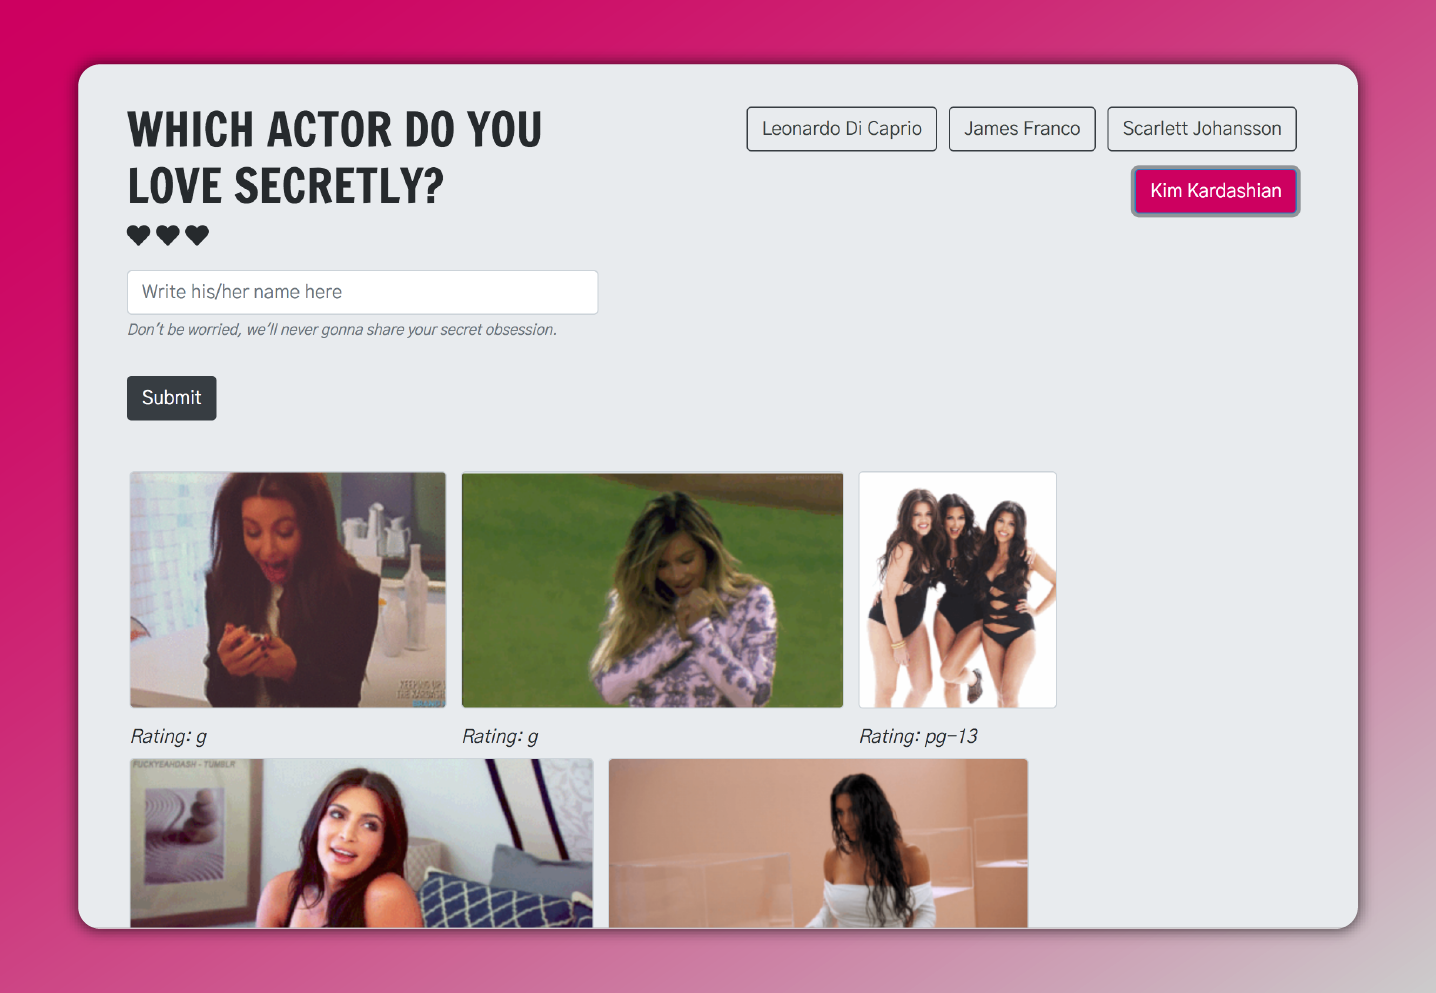 WHICH ACTOR DO YOU
LOVE SECRETLY?
Leonardo Di Caprio
James Franco
Scarlett Johansson
Kim Kardashian
Write his/her name here
Don't be worried, we'll never gonna share your secret obsession.
Submit
KEEPING UP
THE KARDASH
Rating: g
Rating: g
Rating: pg-13
FUCKYEAHDASH - TUMBLR